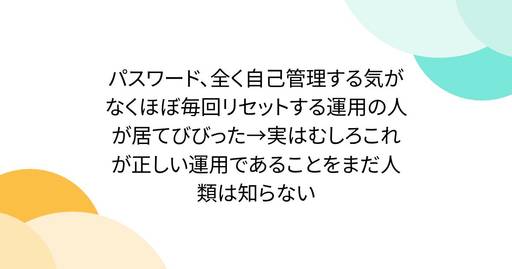 パスワード、全く自己管理する気が
なくほぼ毎回リセットする運用の人
が居てびびった→実はむしろこれ
が正しい運用であることをまだ人
類は知らない